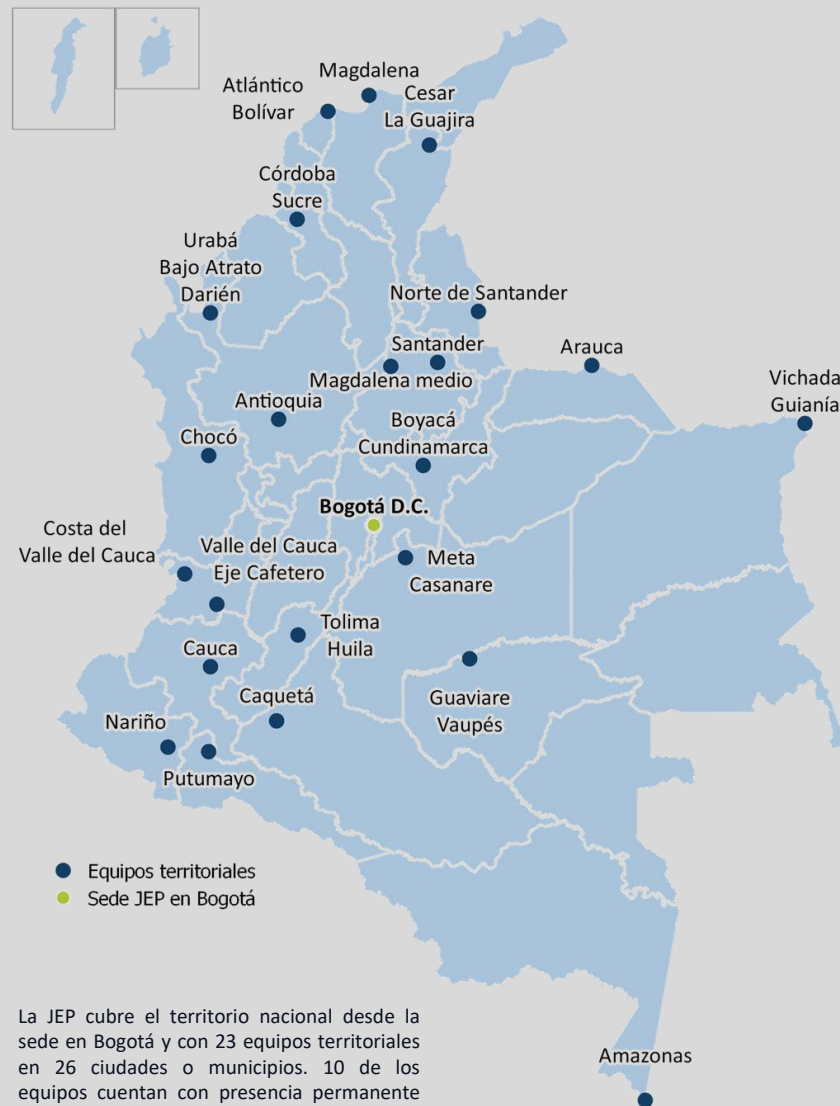 Magdalena
Atlántico
Bolívar
Cesar
La Guajira
Córdoba
Sucre
Urabá
Bajo Atrato
Darién
Norte de Santander
Santander
Arauca
Magdalena medio
Vichada
Guianía
Antioquia
Boyacá
Cundinamarca
Chocó
Bogotá D.C.
Costa del
Valle del Cauca
Valle del Cauca
Eje Cafetero
Meta
Casanare
Tolima
Huila
Cauca
Caquetá
Guaviare
Vaupés
Nariño
Putumayo
Equipos territoriales
Sede JEP en Bogotá
La JEP cubre el territorio nacional desde la
sede en Bogotá y con 23 equipos territoriales
en 26 ciudades o municipios. 10 de los
equipos cuentan con presencia permanente
Amazonas